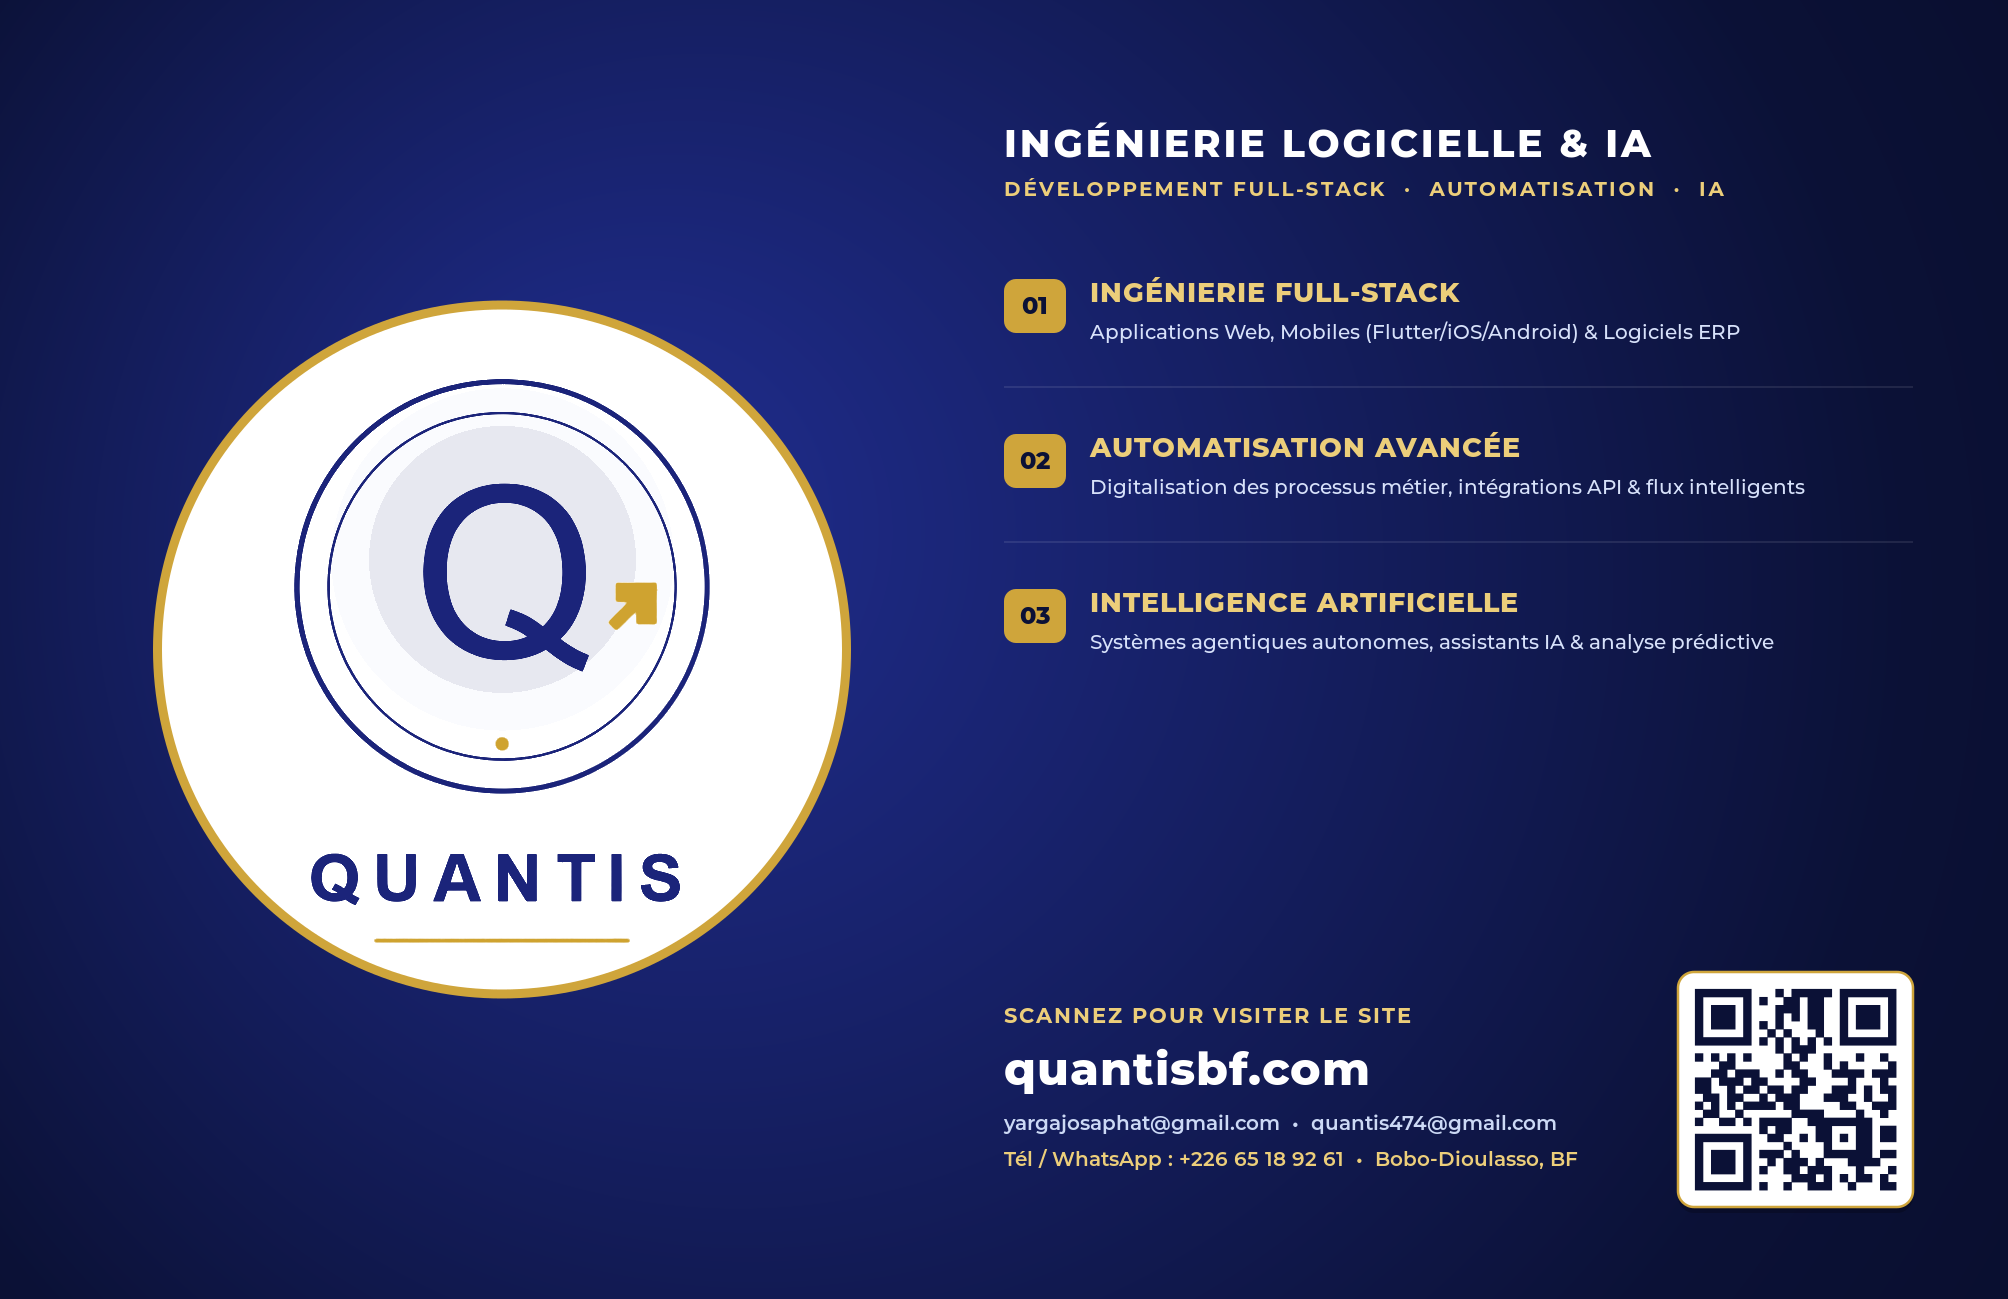 Q
QUANTIS
INGÉNIERIE LOGICIELLE & IA
DÉVELOPPEMENT FULL-STACK · AUTOMATISATION · IA
01
INGÉNIERIE FULL-STACK
Applications Web, Mobiles (Flutter/iOS/Android) & Logiciels ERP
02
AUTOMATISATION AVANCÉE
Digitalisation des processus métier, intégrations API & flux intelligents
03
INTELLIGENCE ARTIFICIELLE
Systèmes agentiques autonomes, assistants IA & analyse prédictive
SCANNEZ POUR VISITER LE SITE
quantisbf.com
yargajosaphat@gmail.com • quantis474@gmail.com
Tél / WhatsApp : +226 65 18 92 61 • Bobo-Dioulasso, BF